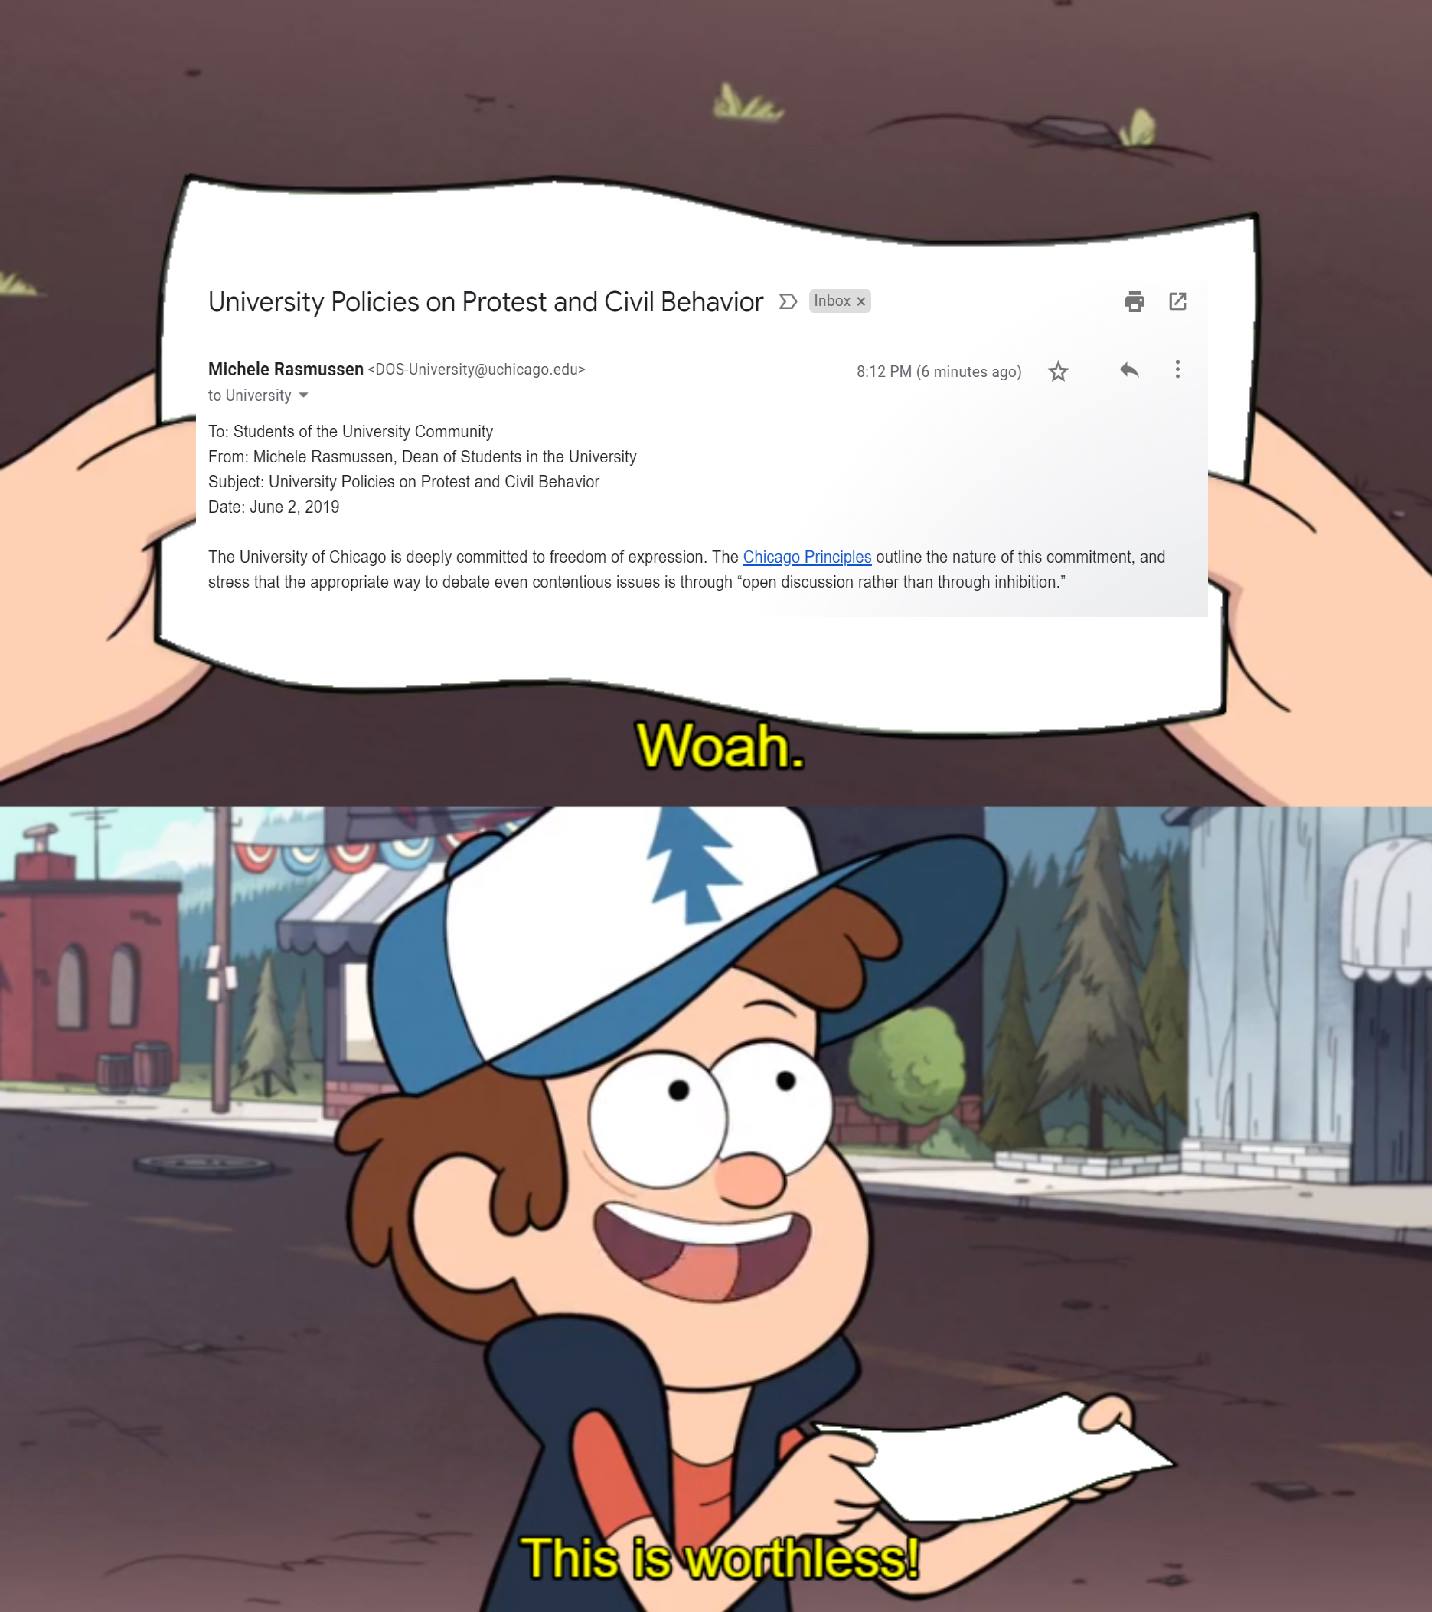 University Policies on Protest and Civil Behavior Inbox x
Michele Rasmussen <DOS-University@uchicago.edu> 8:12 PM (6 minutes ago)
to University
To: Students of the University Community
From: Michele Rasmussen, Dean of Students in the University
Subject: University Policies on Protest and Civil Behavior
Date: June 2, 2019
The University of Chicago is deeply committed to freedom of expression. The Chicago Principles outline the nature of this commitment, and
stress that the appropriate way to debate even contentious issues is through “open discussion rather than through inhibition.”
Woah.
This is worthless!